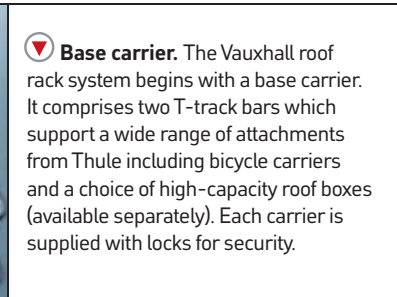 Base carrier. The Vauxhall roof
rack system begins with a base carrier.
It comprises two T-track bars which
support a wide range of attachments
from Thule including bicycle carriers
and a choice of high-capacity roof boxes
(available separately). Each carrier is
supplied with locks for security.